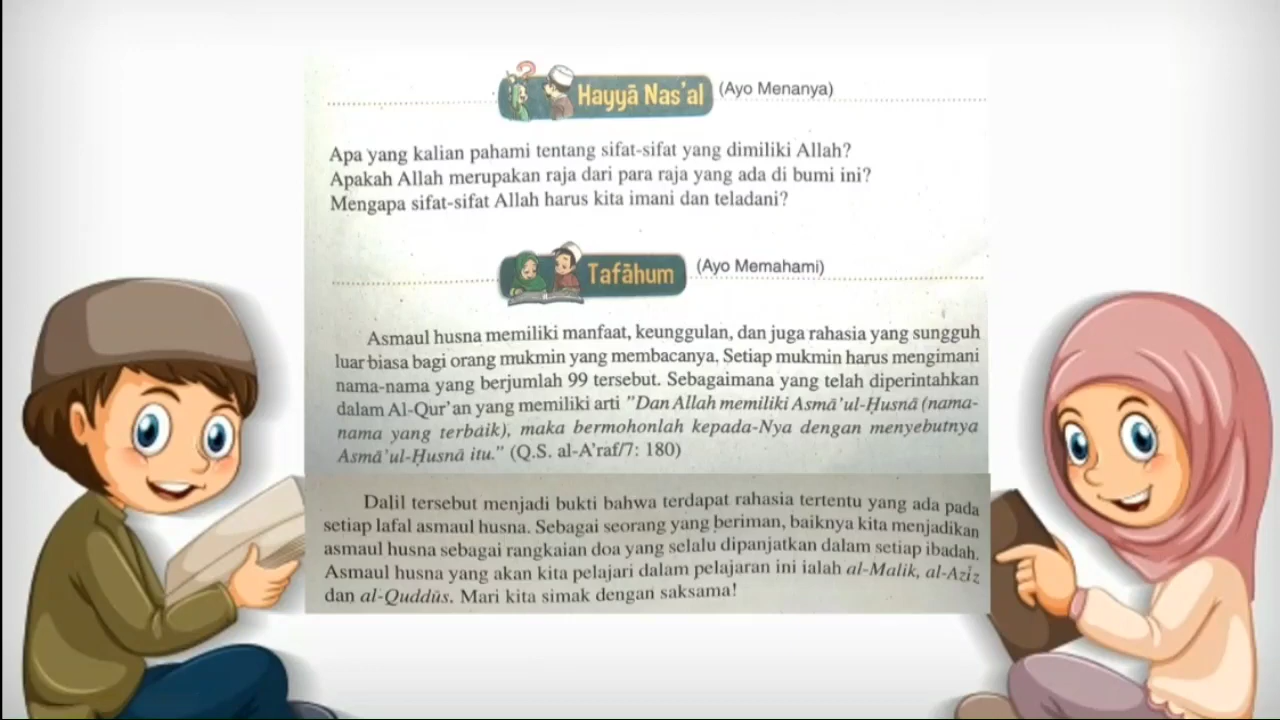 Hayyā Nas'al (Ayo Menanya)
Apa yang kalian pahami tentang sifat-sifat yang dimiliki Allah?
Apakah Allah merupakan raja dari para raja yang ada di bumi ini?
Mengapa sifat-sifat Allah harus kita imani dan teladani?
Tafāhum (Ayo Memahami)
Asmaul husna memiliki manfaat, keunggulan, dan juga rahasia yang sungguh
luar biasa bagi orang mukmin yang membacanya. Setiap mukmin harus mengimani
nama-nama yang berjumlah 99 tersebut. Sebagaimana yang telah diperintahkan
dalam Al-Qur'an yang memiliki arti "Dan Allah memiliki Asmā'ul-Ḥusnā (nama-
nama yang terbaik), maka bermohonlah kepada-Nya dengan menyebutnya
Asmā'ul-Ḥusnā itu." (Q.S. al-A'raf/7: 180)
Dalil tersebut menjadi bukti bahwa terdapat rahasia tertentu yang ada pada
setiap lafal asmaul husna. Sebagai seorang yang beriman, baiknya kita menjadikan
asmaul husna sebagai rangkaian doa yang selalu dipanjatkan dalam setiap ibadah.
Asmaul husna yang akan kita pelajari dalam pelajaran ini ialah al-Malik, al-Azīz
dan al-Quddūs. Mari kita simak dengan saksama!